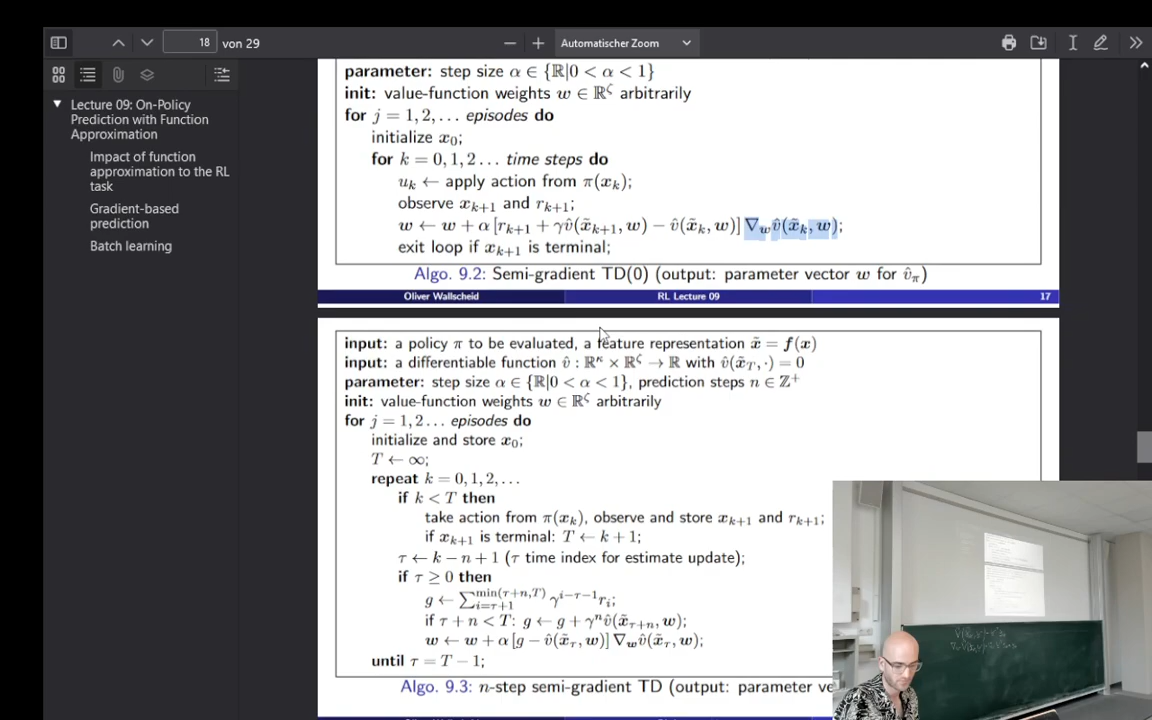 18 von 29
Automatischer Zoom
Lecture 09: On-Policy
Prediction with Function
Approximation
Impact of function
approximation to the RL
task
Gradient-based
prediction
Batch learning
parameter: step size α ∈ {ℝ|0 < α < 1}
init: value-function weights w ∈ ℝ^ζ arbitrarily
for j = 1, 2, … episodes do
initialize x₀;
for k = 0, 1, 2 … time steps do
u_k ← apply action from π(x_k);
observe x_{k+1} and r_{k+1};
w ← w + α [r_{k+1} + γv̂(x̃_{k+1}, w) − v̂(x̃_k, w)] ∇_w v̂(x̃_k, w);
exit loop if x_{k+1} is terminal;
Algo. 9.2: Semi-gradient TD(0) (output: parameter vector w for v̂_π)
Oliver Wallscheid RL Lecture 09 17
input: a policy π to be evaluated, a feature representation x̃ = f(x)
input: a differentiable function v̂ : ℝ^κ × ℝ^ζ → ℝ with v̂(x̃_T, ·) = 0
parameter: step size α ∈ {ℝ|0 < α < 1}, prediction steps n ∈ ℤ⁺
init: value-function weights w ∈ ℝ^ζ arbitrarily
for j = 1, 2 … episodes do
initialize and store x₀;
T ← ∞;
repeat k = 0, 1, 2, …
if k < T then
take action from π(x_k), observe and store x_{k+1} and r_{k+1};
if x_{k+1} is terminal: T ← k + 1;
τ ← k − n + 1 (τ time index for estimate update);
if τ ≥ 0 then
g ← ∑_{i=τ+1}^{min(τ+n,T)} γ^{i−τ−1} r_i;
if τ + n < T: g ← g + γⁿ v̂(x̃_{τ+n}, w);
w ← w + α [g − v̂(x̃_τ, w)] ∇_w v̂(x̃_τ, w);
until τ = T − 1;
Algo. 9.3: n-step semi-gradient TD (output: parameter ve